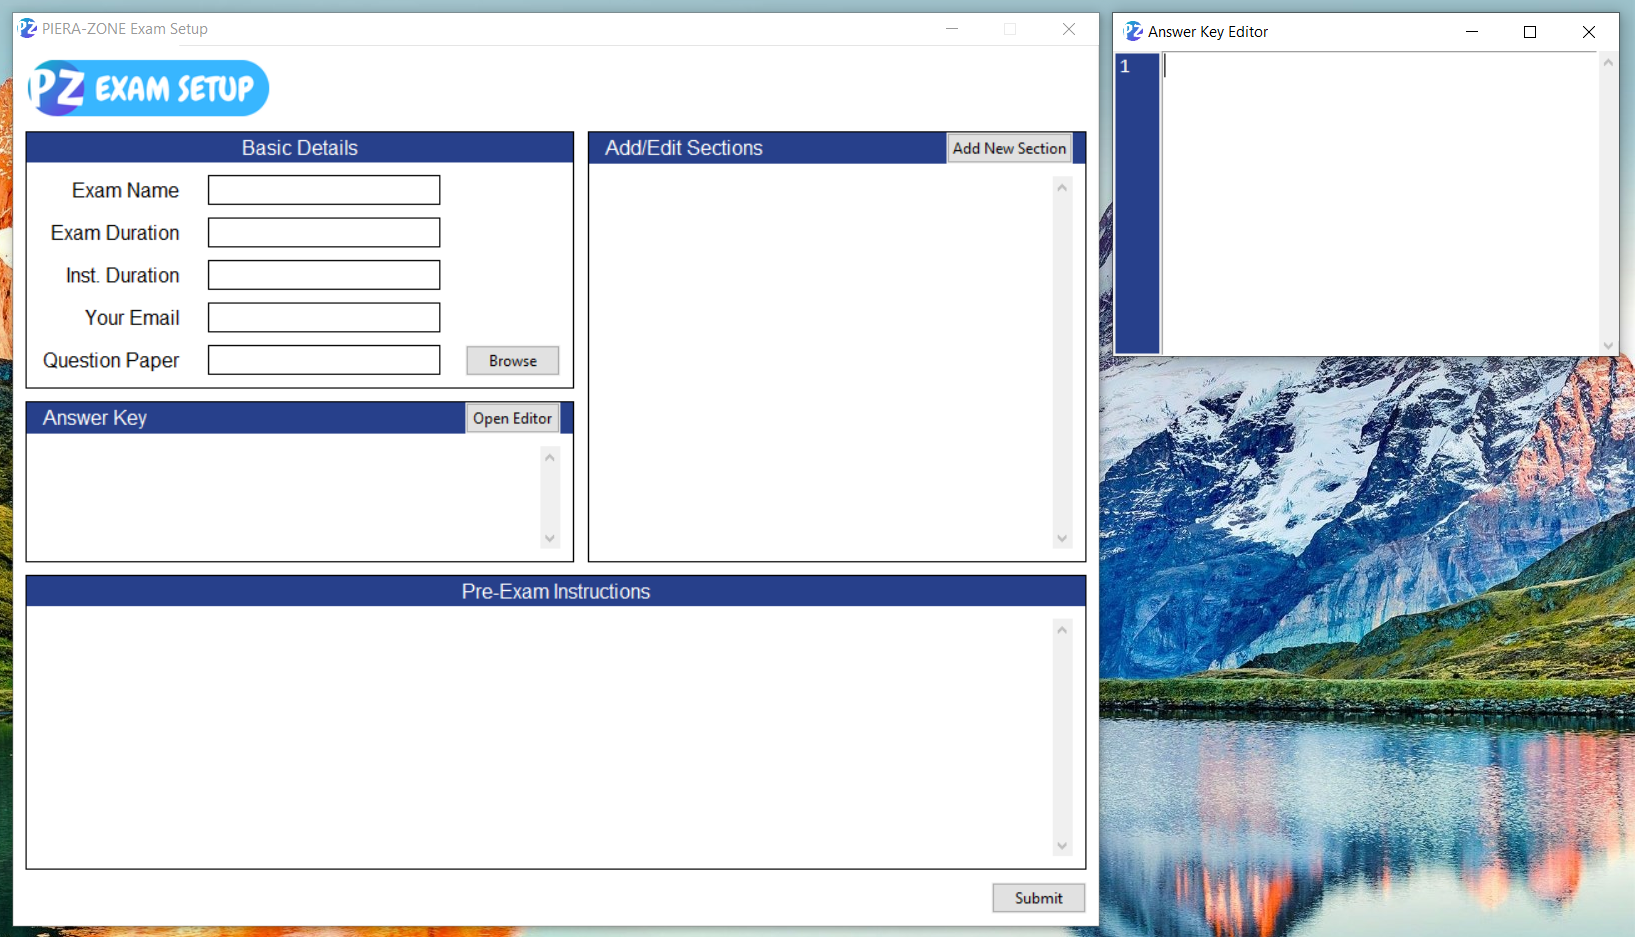 PZ PIERA-ZONE Exam Setup
PZ EXAM SETUP
Basic Details
Exam Name
Exam Duration
Inst. Duration
Your Email
Question Paper
Browse
Answer Key
Open Editor
Add/Edit Sections
Add New Section
Pre-Exam Instructions
Submit
PZ Answer Key Editor
1